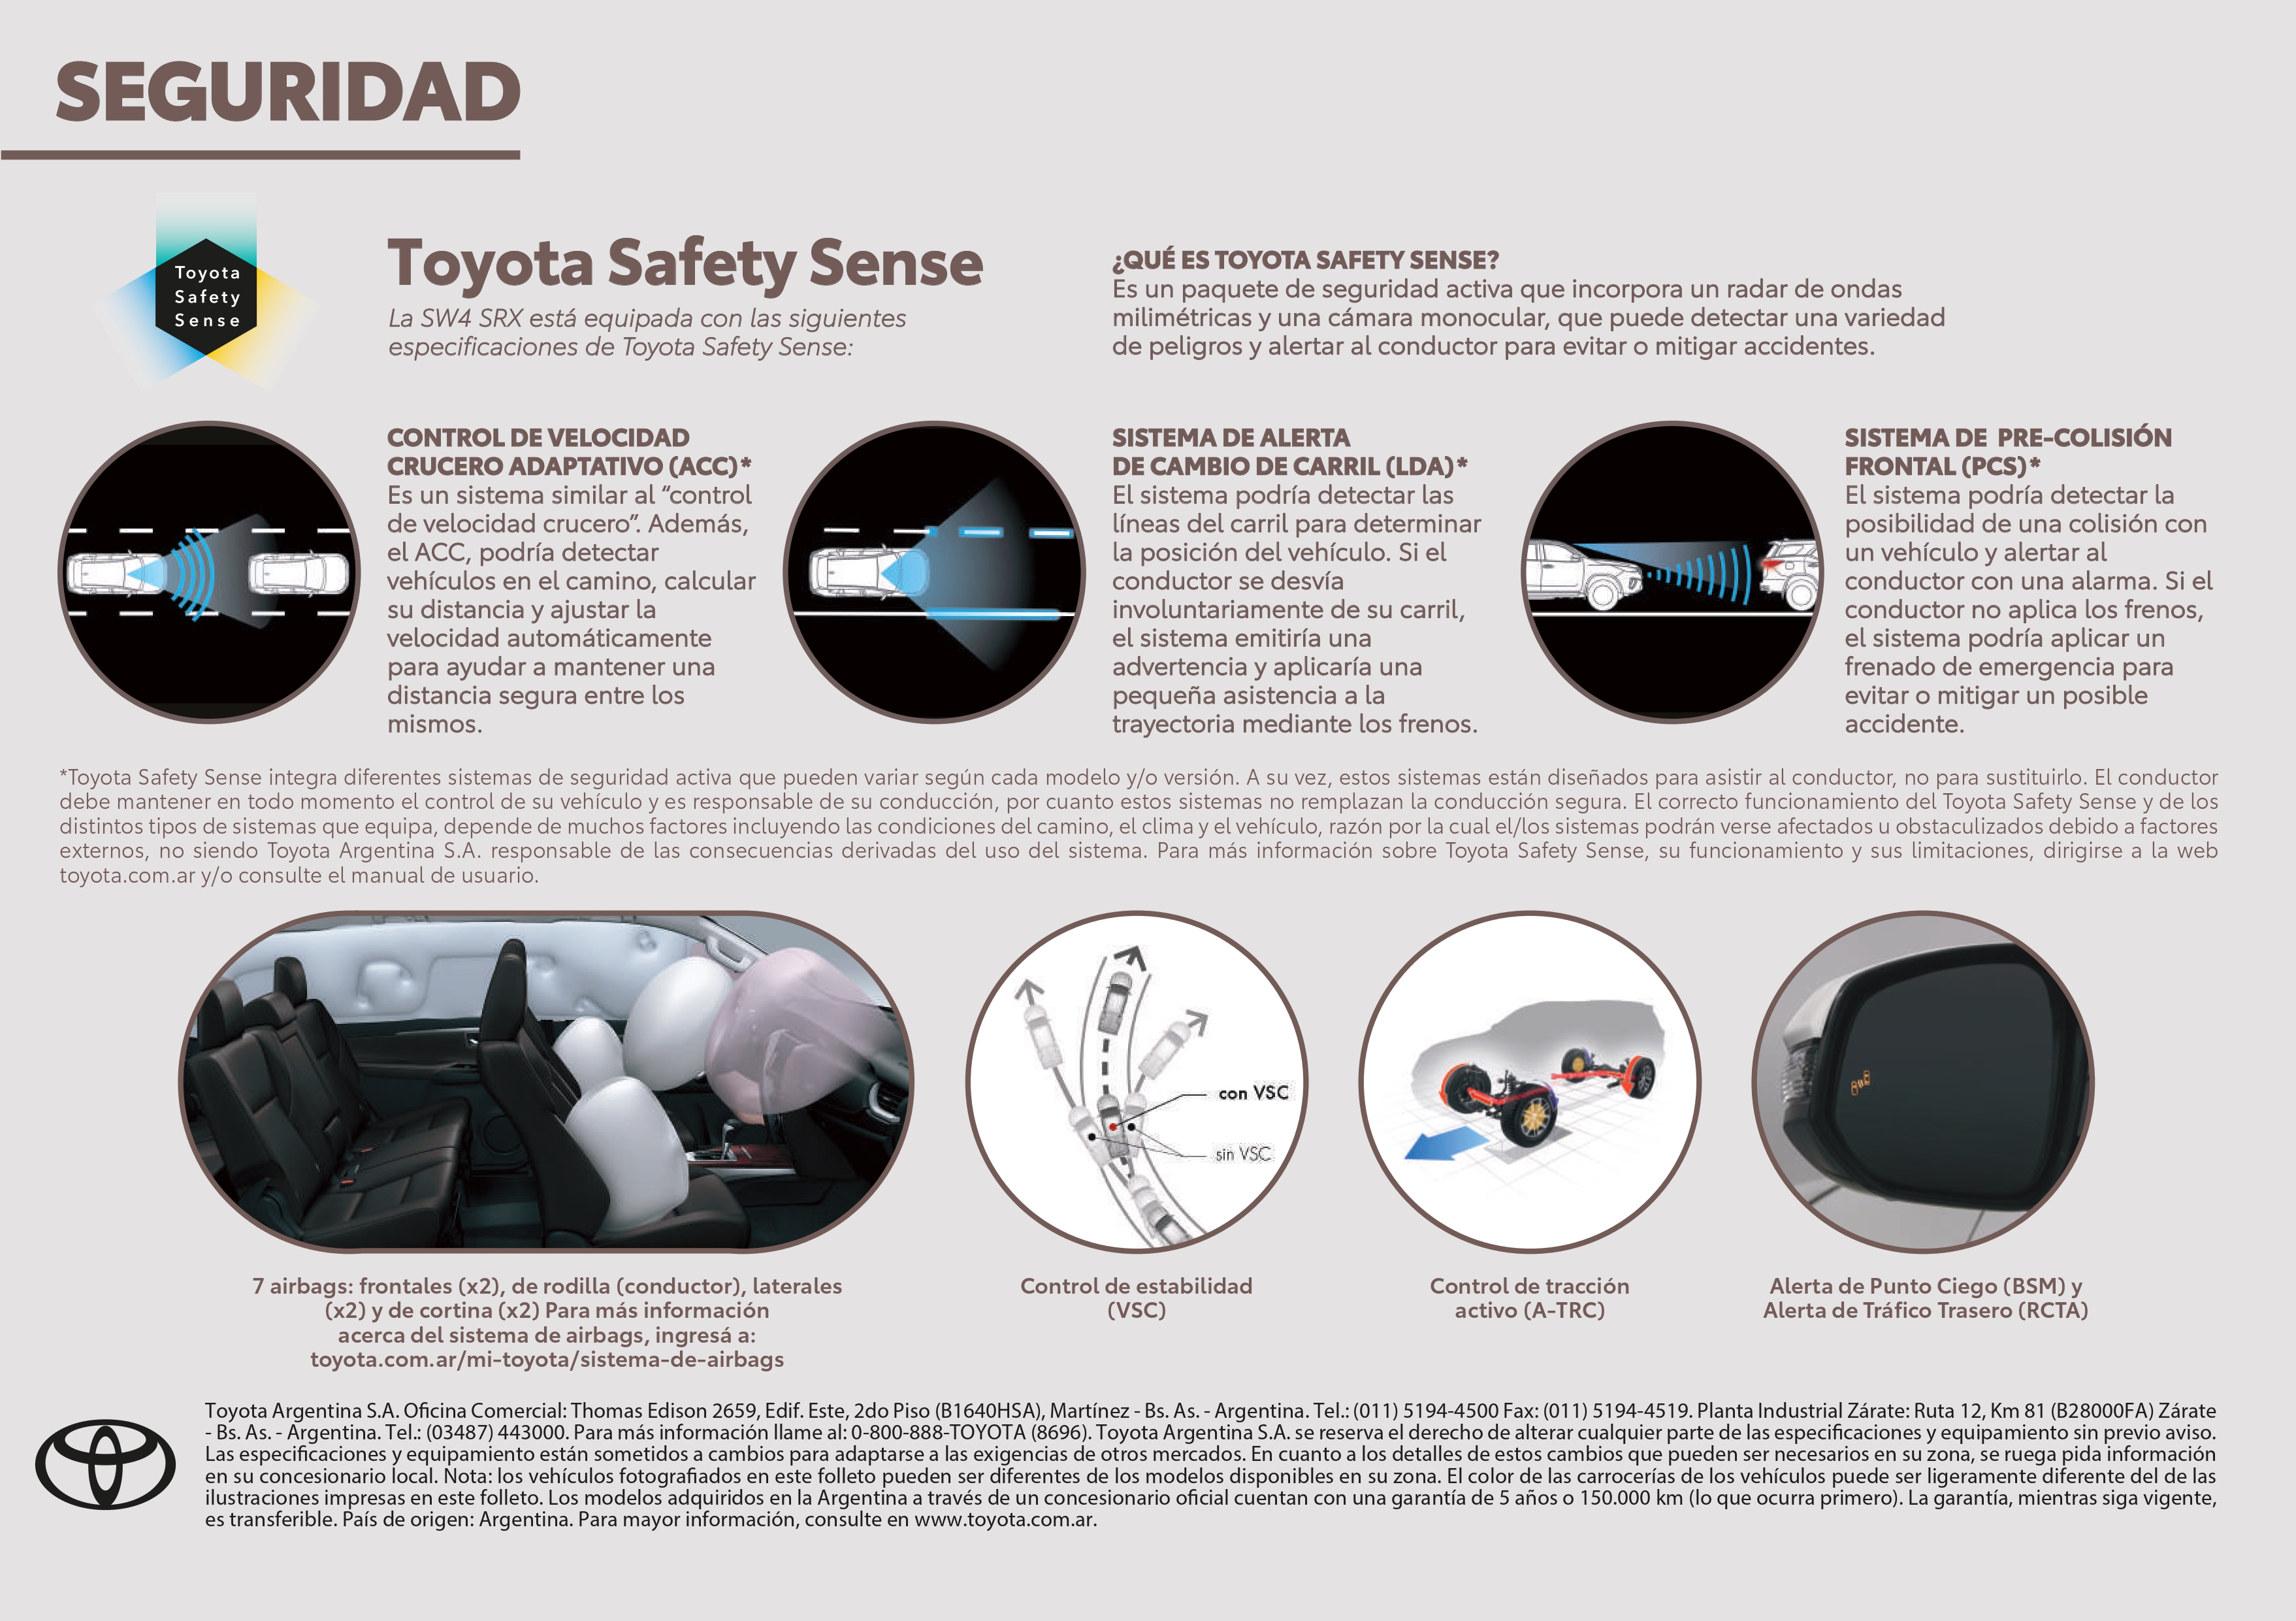 SEGURIDAD
Toyota
Safety
Sense
Toyota Safety Sense
La SW4 SRX está equipada con las siguientes
especificaciones de Toyota Safety Sense:
¿QUÉ ES TOYOTA SAFETY SENSE?
Es un paquete de seguridad activa que incorpora un radar de ondas
milimétricas y una cámara monocular, que puede detectar una variedad
de peligros y alertar al conductor para evitar o mitigar accidentes.
CONTROL DE VELOCIDAD
CRUCERO ADAPTATIVO (ACC)*
Es un sistema similar al “control
de velocidad crucero”. Además,
el ACC, podría detectar
vehículos en el camino, calcular
su distancia y ajustar la
velocidad automáticamente
para ayudar a mantener una
distancia segura entre los
mismos.
SISTEMA DE ALERTA
DE CAMBIO DE CARRIL (LDA)*
El sistema podría detectar las
líneas del carril para determinar
la posición del vehículo. Si el
conductor se desvía
involuntariamente de su carril,
el sistema emitiría una
advertencia y aplicaría una
pequeña asistencia a la
trayectoria mediante los frenos.
SISTEMA DE PRE-COLISIÓN
FRONTAL (PCS)*
El sistema podría detectar la
posibilidad de una colisión con
un vehículo y alertar al
conductor con una alarma. Si el
conductor no aplica los frenos,
el sistema podría aplicar un
frenado de emergencia para
evitar o mitigar un posible
accidente.
*Toyota Safety Sense integra diferentes sistemas de seguridad activa que pueden variar según cada modelo y/o versión. A su vez, estos sistemas están diseñados para asistir al conductor, no para sustituirlo. El conductor
debe mantener en todo momento el control de su vehículo y es responsable de su conducción, por cuanto estos sistemas no remplazan la conducción segura. El correcto funcionamiento del Toyota Safety Sense y de los
distintos tipos de sistemas que equipa, depende de muchos factores incluyendo las condiciones del camino, el clima y el vehículo, razón por la cual el/los sistemas podrán verse afectados u obstaculizados debido a factores
externos, no siendo Toyota Argentina S.A. responsable de las consecuencias derivadas del uso del sistema. Para más información sobre Toyota Safety Sense, su funcionamiento y sus limitaciones, dirigirse a la web
toyota.com.ar y/o consulte el manual de usuario.
con VSC
sin VSC
7 airbags: frontales (x2), de rodilla (conductor), laterales
(x2) y de cortina (x2) Para más información
acerca del sistema de airbags, ingresá a:
toyota.com.ar/mi-toyota/sistema-de-airbags
Control de estabilidad
(VSC)
Control de tracción
activo (A-TRC)
Alerta de Punto Ciego (BSM) y
Alerta de Tráfico Trasero (RCTA)
Toyota Argentina S.A. Oficina Comercial: Thomas Edison 2659, Edif. Este, 2do Piso (B1640HSA), Martínez - Bs. As. - Argentina. Tel.: (011) 5194-4500 Fax: (011) 5194-4519. Planta Industrial Zárate: Ruta 12, Km 81 (B28000FA) Zárate
- Bs. As. - Argentina. Tel.: (03487) 443000. Para más información llame al: 0-800-888-TOYOTA (8696). Toyota Argentina S.A. se reserva el derecho de alterar cualquier parte de las especificaciones y equipamiento sin previo aviso.
Las especificaciones y equipamiento están sometidos a cambios para adaptarse a las exigencias de otros mercados. En cuanto a los detalles de estos cambios que pueden ser necesarios en su zona, se ruega pida información
en su concesionario local. Nota: los vehículos fotografiados en este folleto pueden ser diferentes de los modelos disponibles en su zona. El color de las carrocerías de los vehículos puede ser ligeramente diferente del de las
ilustraciones impresas en este folleto. Los modelos adquiridos en la Argentina a través de un concesionario oficial cuentan con una garantía de 5 años o 150.000 km (lo que ocurra primero). La garantía, mientras siga vigente,
es transferible. País de origen: Argentina. Para mayor información, consulte en www.toyota.com.ar.